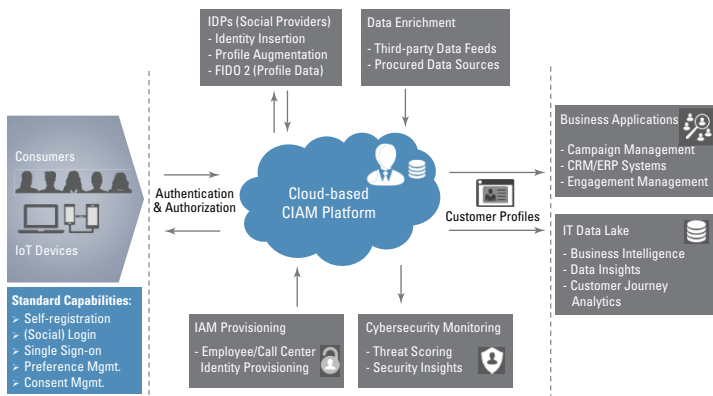 IDPs (Social Providers)
- Identity Insertion
- Profile Augmentation
- FIDO 2 (Profile Data)
Data Enrichment
- Third-party Data Feeds
- Procured Data Sources
Consumers
IoT Devices
Standard Capabilities:
➢ Self-registration
➢ (Social) Login
➢ Single Sign-on
➢ Preference Mgmt.
➢ Consent Mgmt.
Authentication
& Authorization
Cloud-based
CIAM Platform
Customer Profiles
Business Applications
- Campaign Management
- CRM/ERP Systems
- Engagement Management
IT Data Lake
- Business Intelligence
- Data Insights
- Customer Journey
Analytics
IAM Provisioning
- Employee/Call Center
Identity Provisioning
Cybersecurity Monitoring
- Threat Scoring
- Security Insights